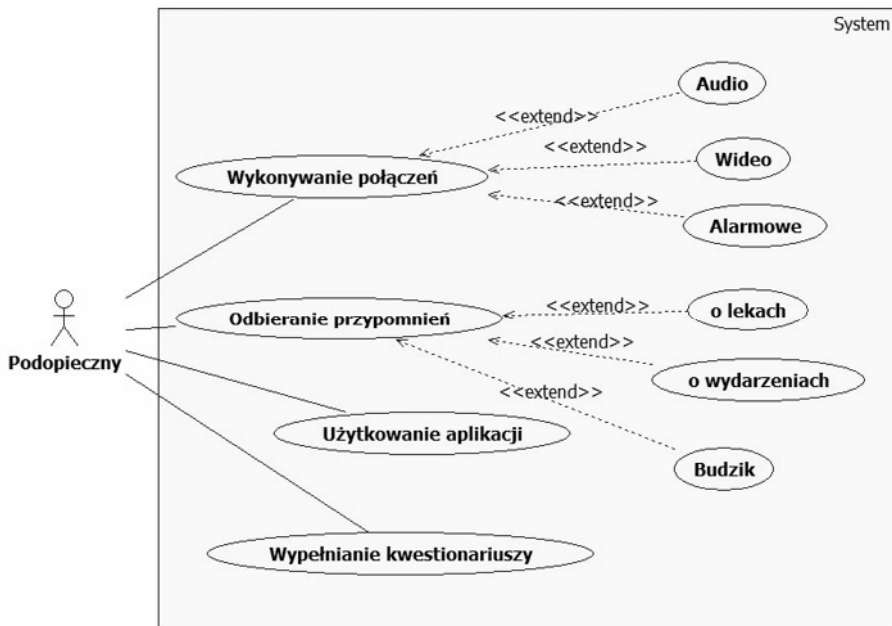 System
Audio
<<extend>>
<<extend>>
Wideo
Wykonywanie połączeń
<<extend>>
Alarmowe
<<extend>>
o lekach
Odbieranie przypomnień
<<extend>>
Podopieczny
o wydarzeniach
<<extend>>
Użytkowanie aplikacji
Budzik
Wypełnianie kwestionariuszy